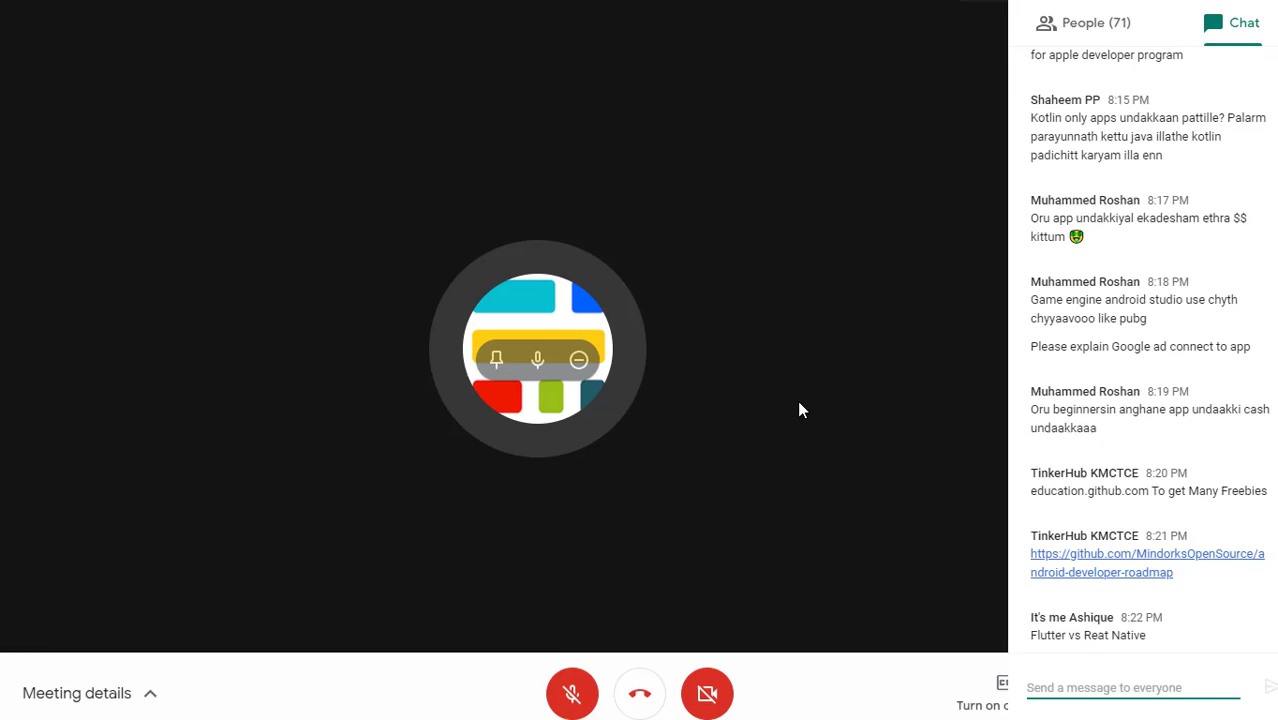 People (71)
Chat
for apple developer program
Shaheem PP 8:15 PM
Kotlin only apps undakkaan pattille? Palarm
parayunnath kettu java illathe kotlin
padichitt karyam illa enn
Muhammed Roshan 8:17 PM
Oru app undakkiyal ekadesham ethra $$
kittum 🤑
Muhammed Roshan 8:18 PM
Game engine android studio use chyth
chyyaavooo like pubg
Please explain Google ad connect to app
Muhammed Roshan 8:19 PM
Oru beginnersin anghane app undaakki cash
undaakkaaa
TinkerHub KMCTCE 8:20 PM
education.github.com To get Many Freebies
TinkerHub KMCTCE 8:21 PM
https://github.com/MindorksOpenSource/a
ndroid-developer-roadmap
It's me Ashique 8:22 PM
Flutter vs Reat Native
Send a message to everyone
Meeting details
Turn on c